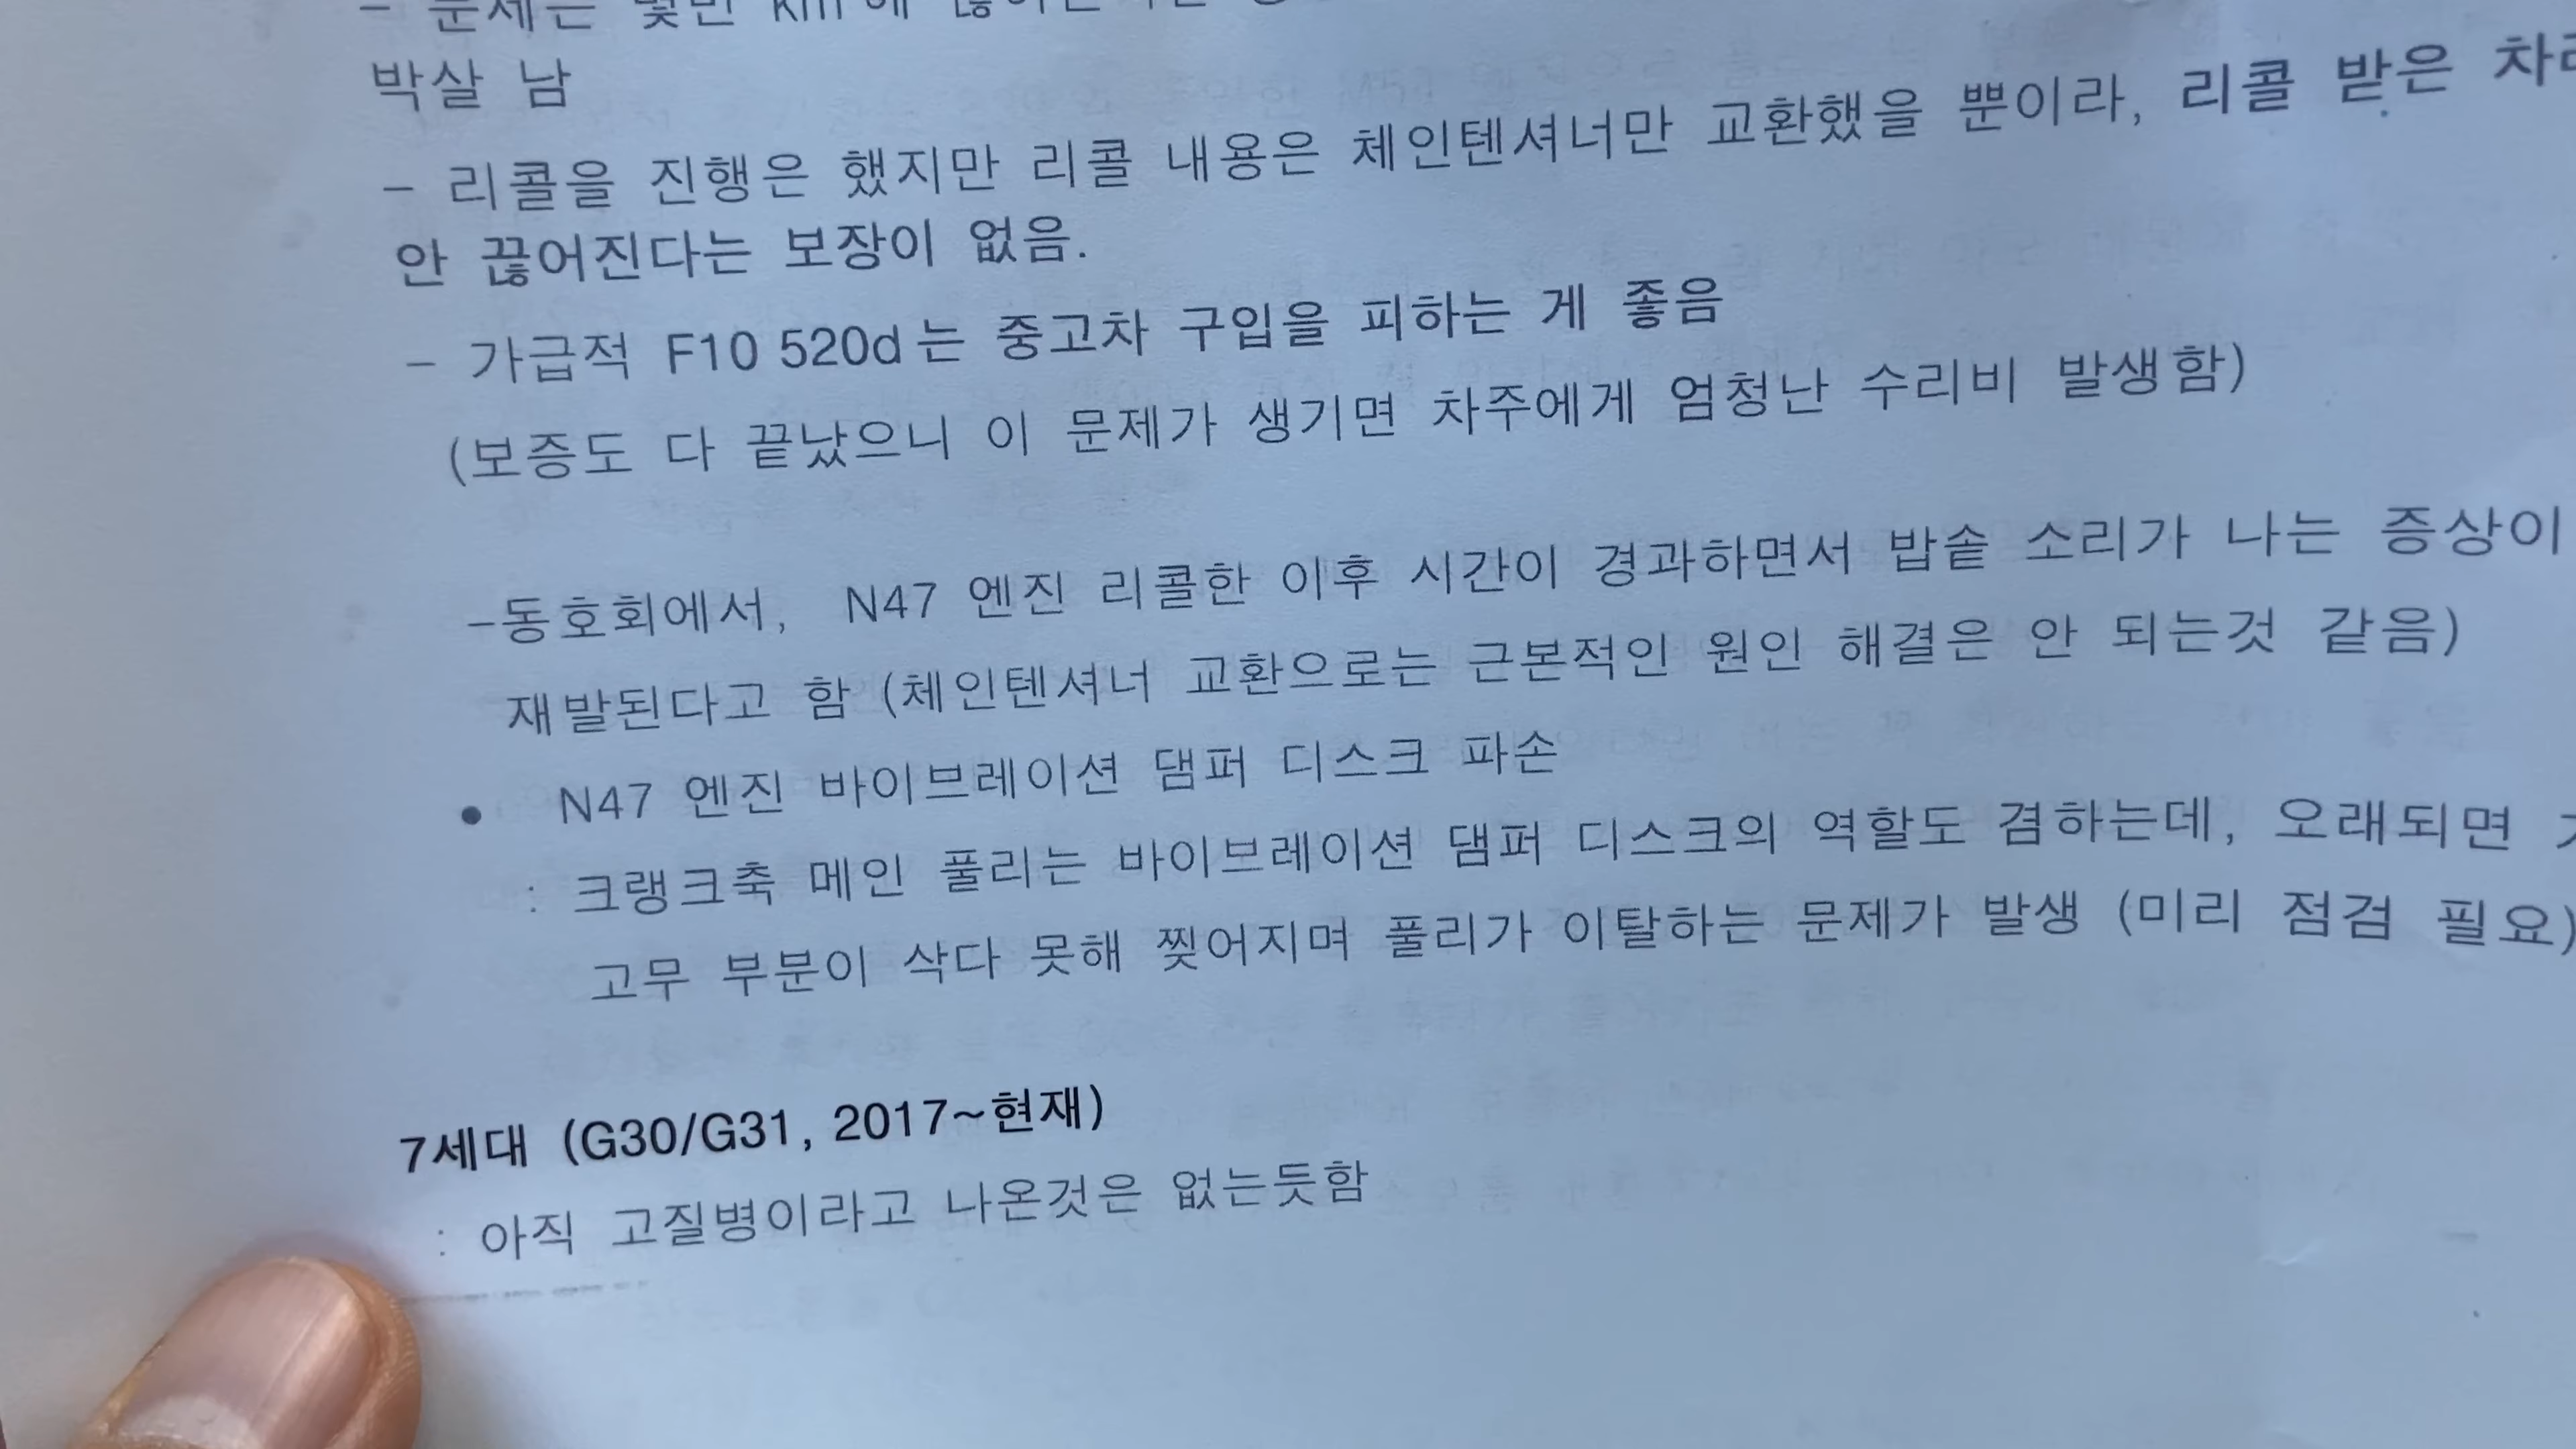 박살 남
- 리콜을 진행은 했지만 리콜 내용은 체인텐셔너만 교환했을 뿐이라, 리콜 받은
안 끊어진다는 보장이 없음.
- 가급적 F10 520d는 중고차 구입을 피하는 게 좋음
(보증도 다 끝났으니 이 문제가 생기면 차주에게 엄청난 수리비 발생함)
-동호회에서, N47 엔진 리콜한 이후 시간이 경과하면서 밥솥 소리가 나는 증상이
재발된다고 함 (체인텐셔너 교환으로는 근본적인 원인 해결은 안 되는것 같음)
● N47 엔진 바이브레이션 댐퍼 디스크 파손
: 크랭크축 메인 풀리는 바이브레이션 댐퍼 디스크의 역할도 겸하는데, 오래되면
고무 부분이 삭다 못해 찢어지며 풀리가 이탈하는 문제가 발생 (미리 점검 필요)
7세대 (G30/G31, 2017~현재)
: 아직 고질병이라고 나온것은 없는듯함